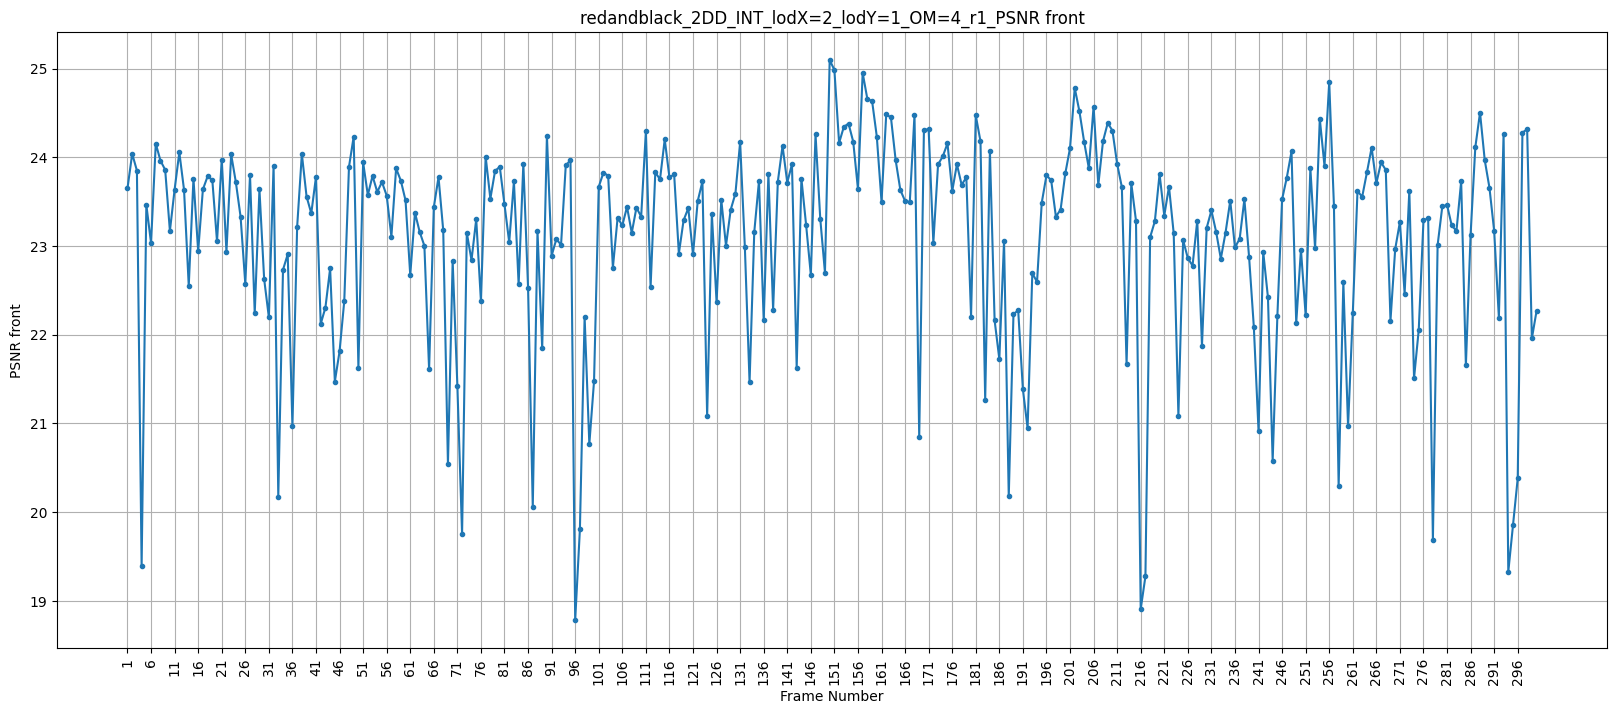 redandblack_2DD_INT_lodX=2_lodY=1_OM=4_r1_PSNR front
PSNR front
25
24
23
22
21
20
19
1 6 11 16 21 26 31 36 41 46 51 56 61 66 71 76 81 86 91 96 101 106 111 116 121 126 131 136 141 146 151 156 161 166 171 176 181 186 191 196 201 206 211 216 221 226 231 236 241 246 251 256 261 266 271 276 281 286 291 296
Frame Number